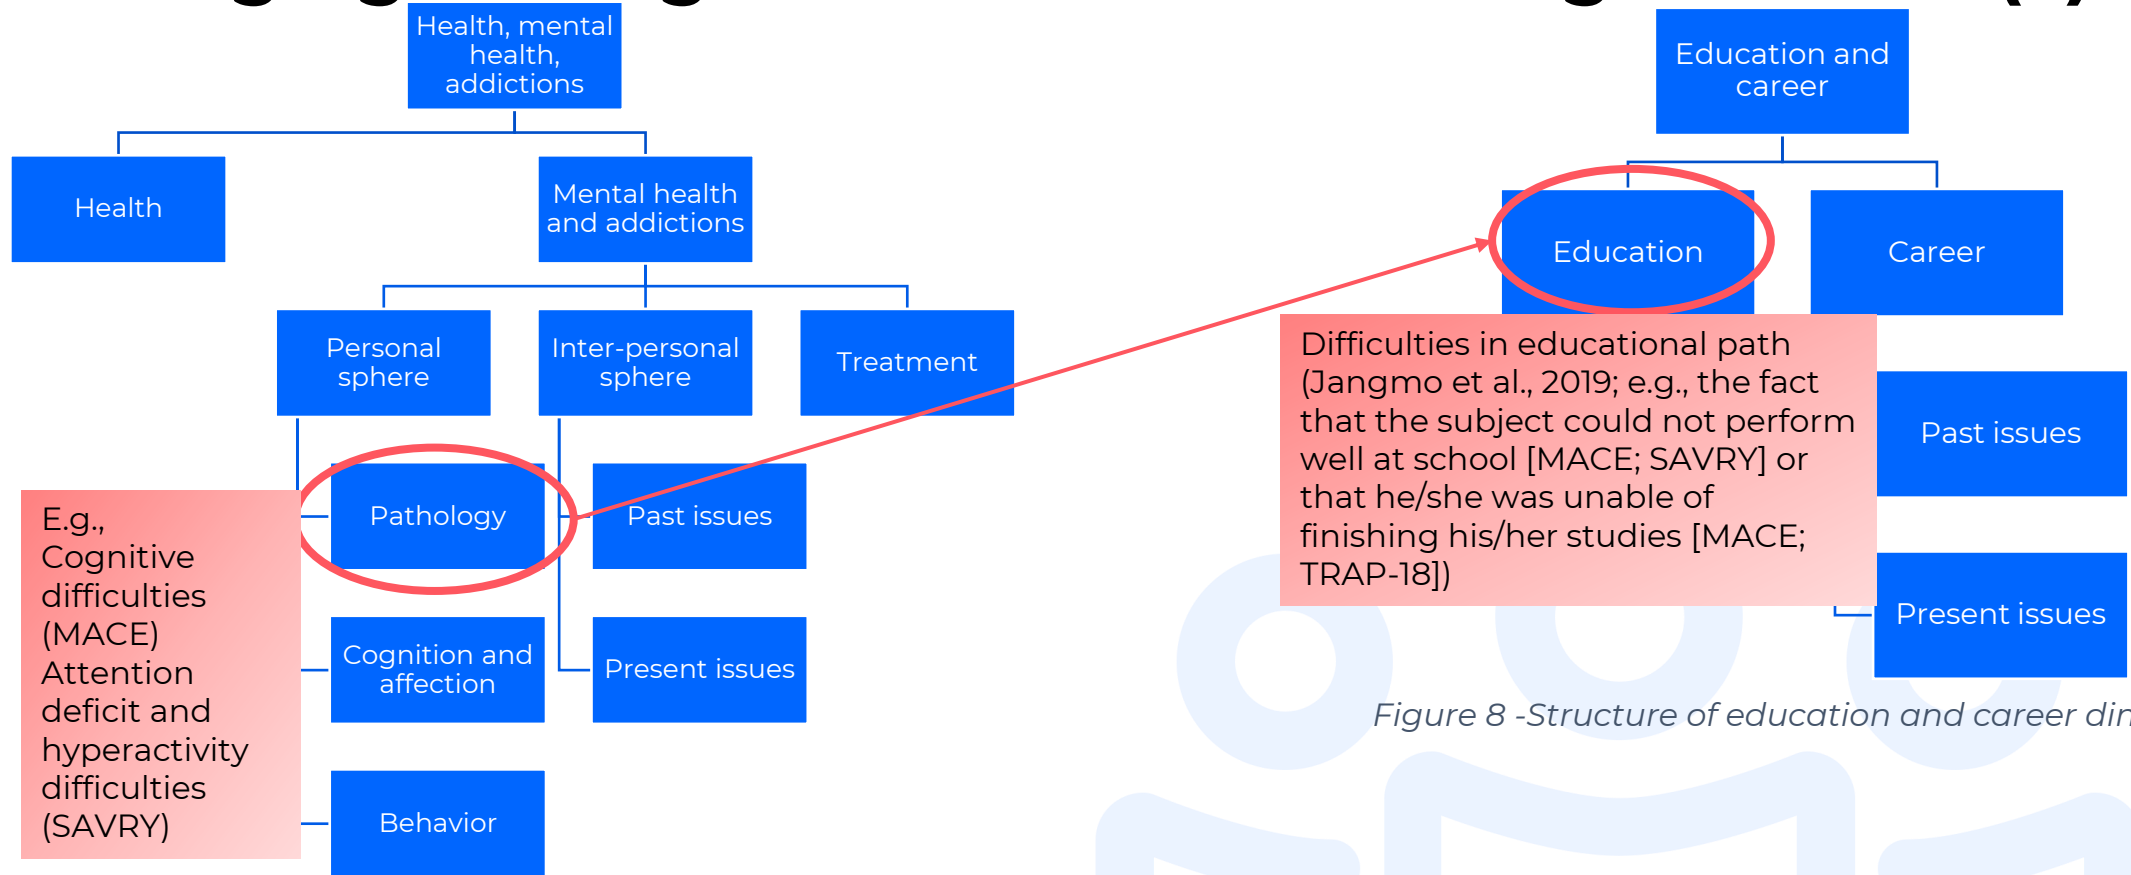 Health, mental
health,
addictions
Health
Mental health
and addictions
Personal
sphere
Inter-personal
sphere
Treatment
Pathology
Past issues
Cognition and
affection
Present issues
Behavior
E.g.,
Cognitive
difficulties
(MACE)
Attention
deficit and
hyperactivity
difficulties
(SAVRY)
Education and
career
Education
Career
Difficulties in educational path
(Jangmo et al., 2019; e.g., the fact
that the subject could not perform
well at school [MACE; SAVRY] or
that he/she was unable of
finishing his/her studies [MACE;
TRAP-18])
Past issues
Present issues
Figure 8 -Structure of education and career